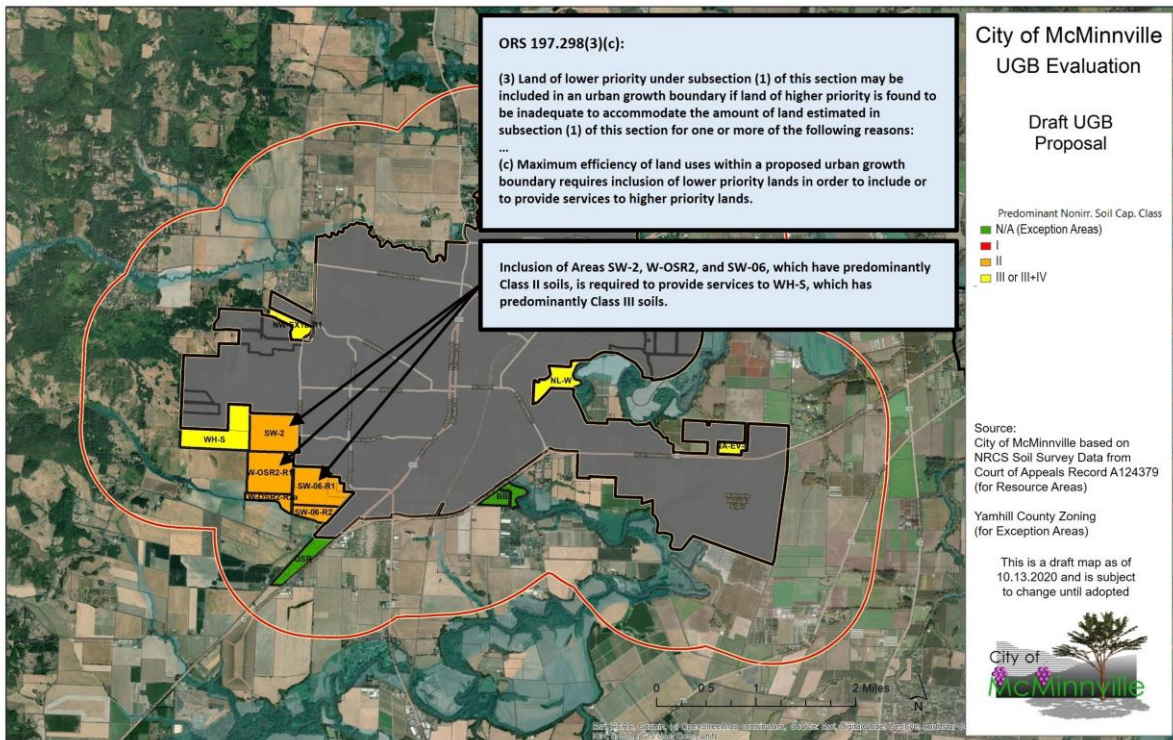 ORS 197.298(3)(c):
(3) Land of lower priority under subsection (1) of this section may be
included in an urban growth boundary if land of higher priority is found to
be inadequate to accommodate the amount of land estimated in
subsection (1) of this section for one or more of the following reasons:
...
(c) Maximum efficiency of land uses within a proposed urban growth
boundary requires inclusion of lower priority lands in order to include or
to provide services to higher priority lands.
Inclusion of Areas SW-2, W-OSR2, and SW-06, which have predominantly
Class II soils, is required to provide services to WH-S, which has
predominantly Class III soils.
NL-W
WH-S
SW-2
W-OSR2-R1
SW-06-R1
SW-06-R2
BB
OSR
0 0.5 1 2 Miles
N
City of McMinnville
UGB Evaluation
Draft UGB
Proposal
Predominant Nonirr. Soil Cap. Class
N/A (Exception Areas)
I
II
III or III+IV
Source:
City of McMinnville based on
NRCS Soil Survey Data from
Court of Appeals Record A124379
(for Resource Areas)
Yamhill County Zoning
(for Exception Areas)
This is a draft map as of
10.13.2020 and is subject
to change until adopted
City of
McMinnville